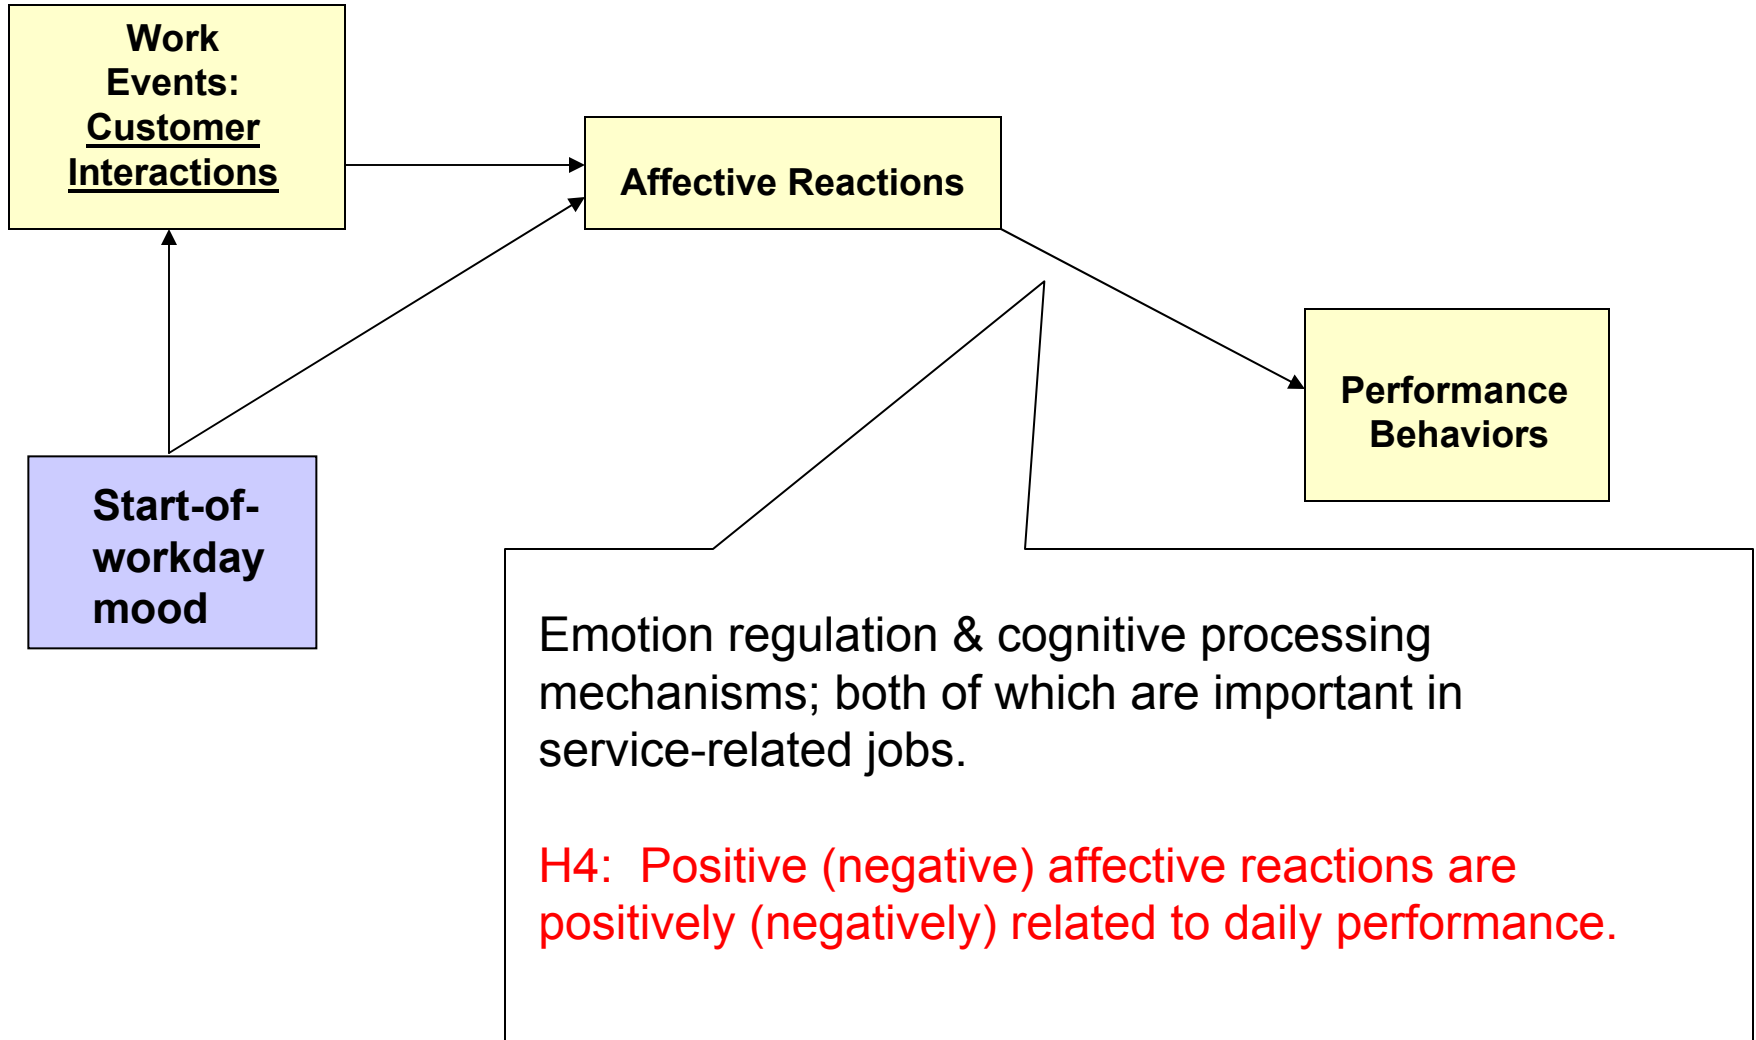 Work
Events:
Customer
Interactions
Affective Reactions
Performance
Behaviors
Start-of-
workday
mood
Emotion regulation & cognitive processing
mechanisms; both of which are important in
service-related jobs.
H4:  Positive (negative) affective reactions are
positively (negatively) related to daily performance.